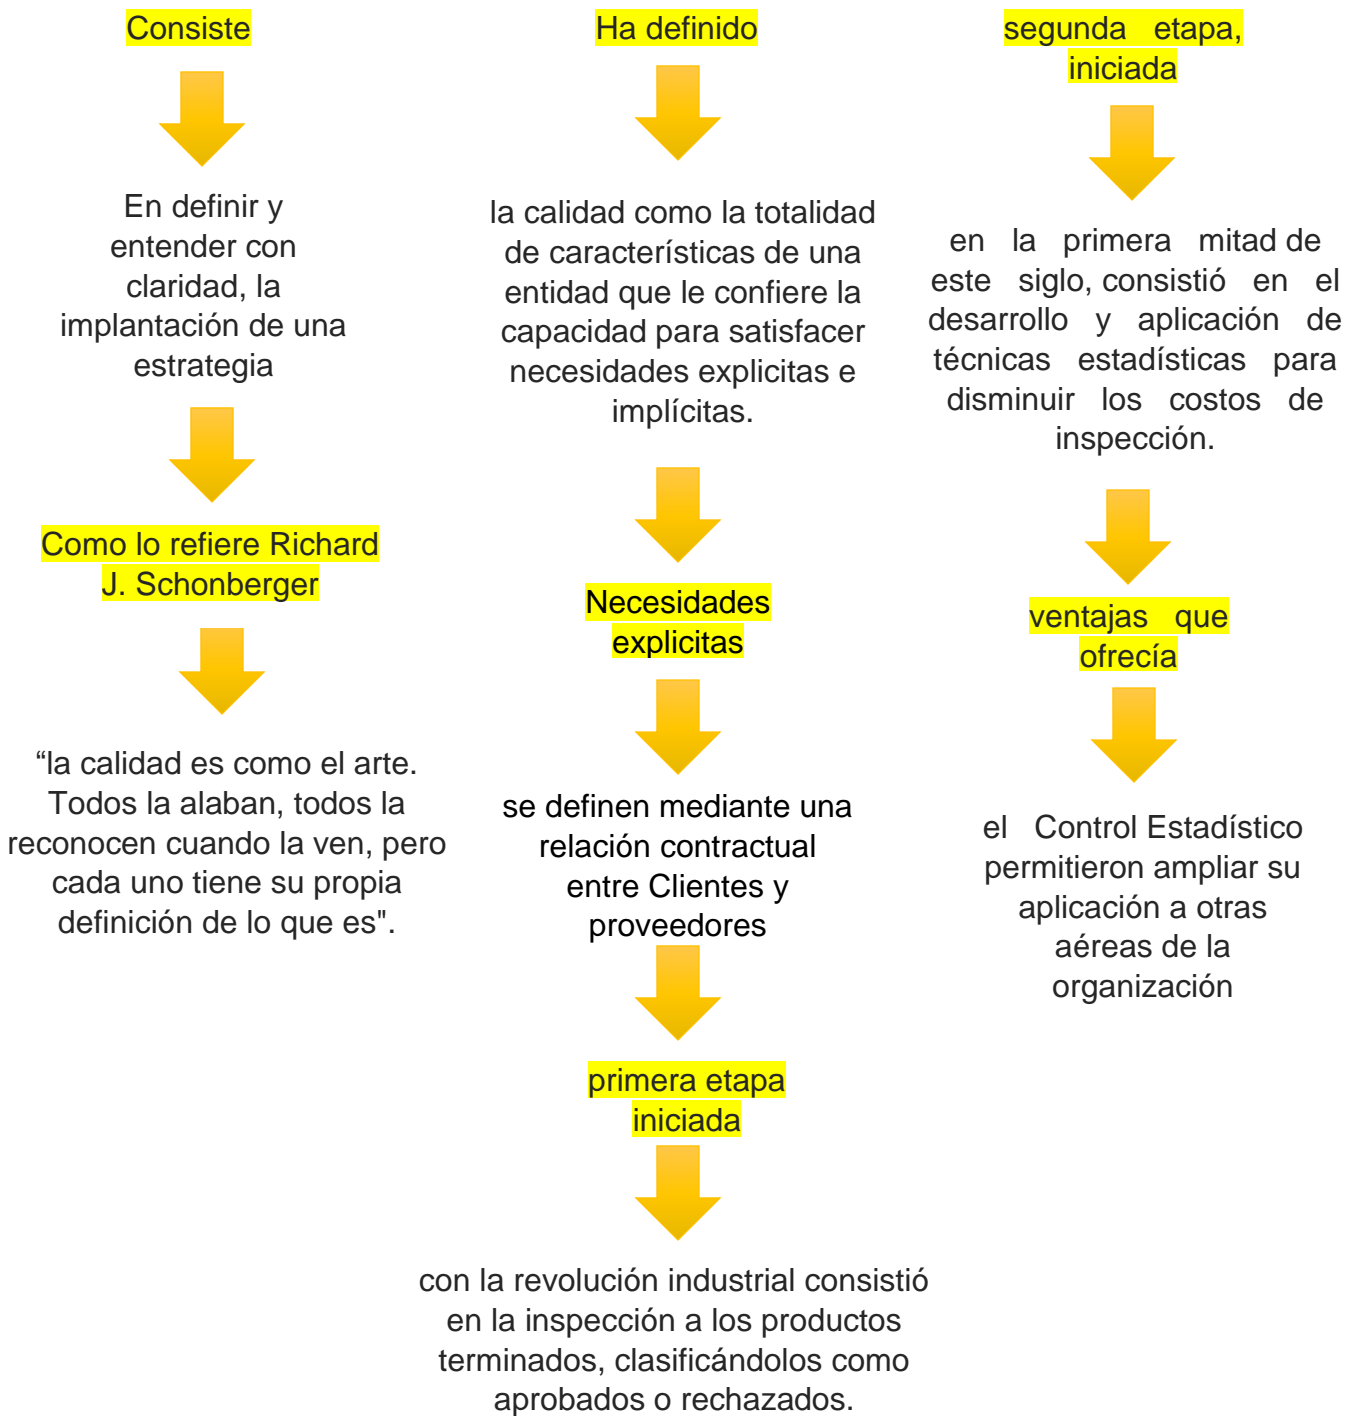 Consiste
En definir y
entender con
claridad, la
implantación de una
estrategia
Como lo refiere Richard
J. Schonberger
“la calidad es como el arte.
Todos la alaban, todos la
reconocen cuando la ven, pero
cada uno tiene su propia
definición de lo que es".
Ha definido
la calidad como la totalidad
de características de una
entidad que le confiere la
capacidad para satisfacer
necesidades explicitas e
implícitas.
Necesidades
explicitas
se definen mediante una
relación contractual
entre Clientes y
proveedores
primera etapa
iniciada
con la revolución industrial consistió
en la inspección a los productos
terminados, clasificándolos como
aprobados o rechazados.
segunda etapa,
iniciada
en la primera mitad de
este siglo, consistió en el
desarrollo y aplicación de
técnicas estadísticas para
disminuir los costos de
inspección.
ventajas que
ofrecía
el Control Estadístico
permitieron ampliar su
aplicación a otras
aéreas de la
organización